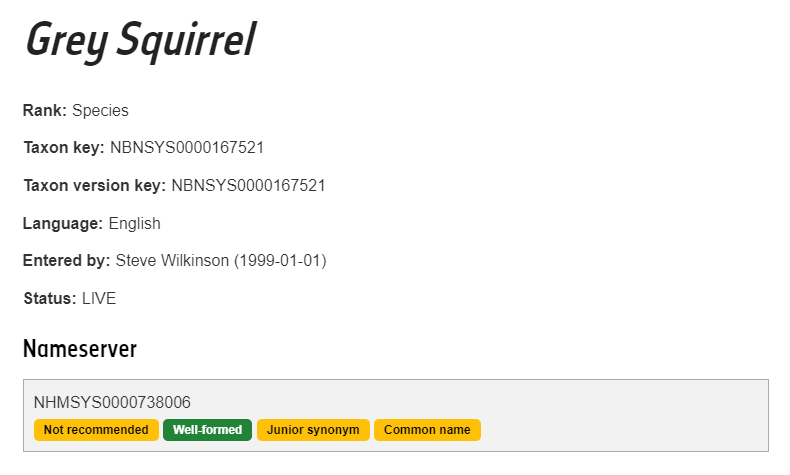 Grey Squirrel
Rank: Species
Taxon key: NBNSYS0000167521
Taxon version key: NBNSYS0000167521
Language: English
Entered by: Steve Wilkinson (1999-01-01)
Status: LIVE
Nameserver
NHMSYS0000738006
Not recommended Well-formed Junior synonym Common name